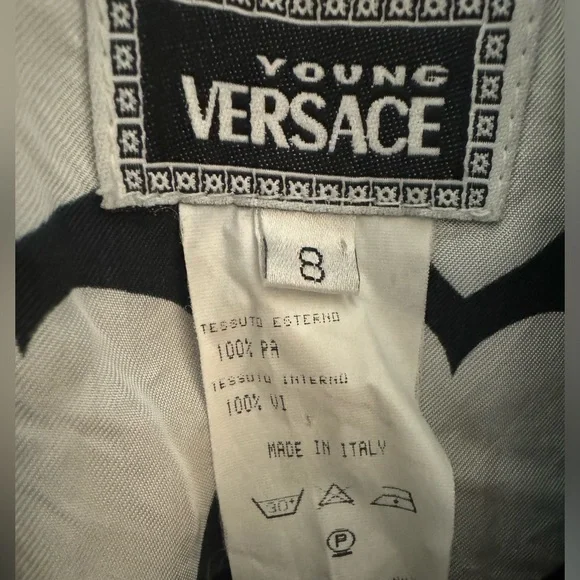 YOUNG
VERSACE
8
TESSUTO ESTERNO
100% PA
TESSUTO INTERNO
100% VI
MADE IN ITALY
30°
P